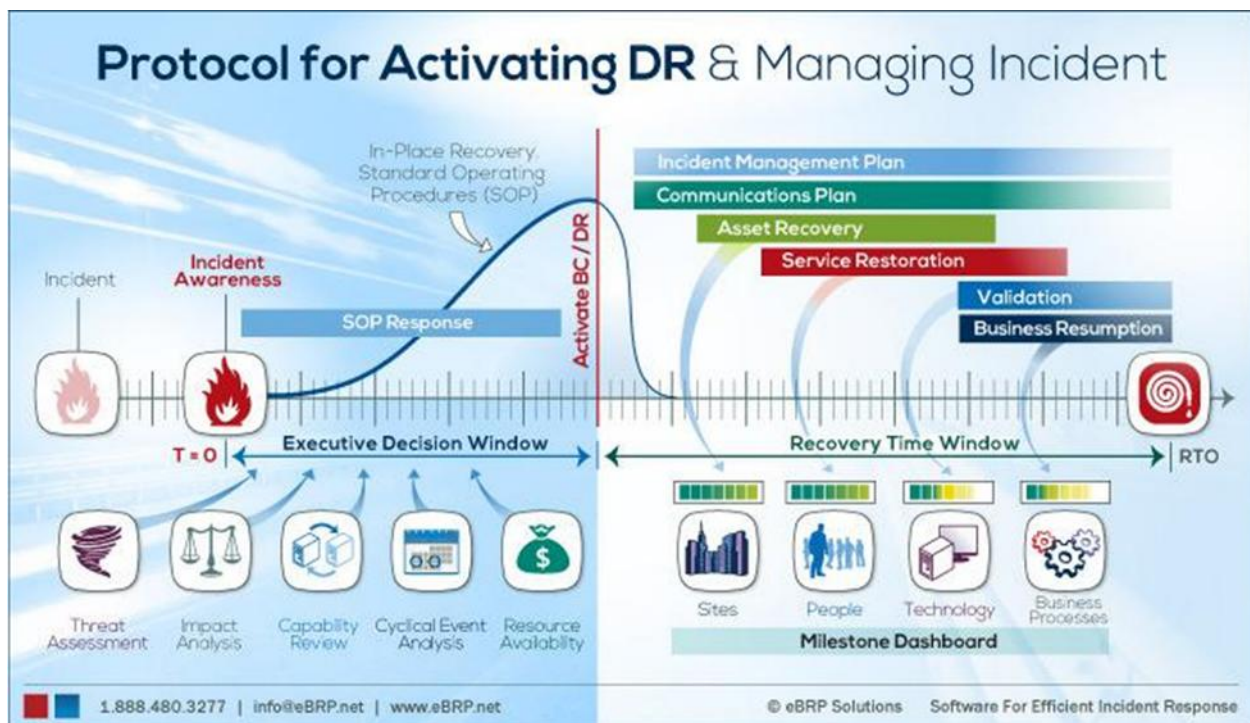 Protocol for Activating DR & Managing Incident
In-Place Recovery,
Standard Operating
Procedures (SOP)
Incident
Incident
Awareness
SOP Response
Activate BC / DR
Incident Management Plan
Communications Plan
Asset Recovery
Service Restoration
Validation
Business Resumption
T = 0
Executive Decision Window
Recovery Time Window
RTO
Threat
Assessment
Impact
Analysis
Capability
Review
Cyclical Event
Analysis
$
Resource
Availability
Sites
People
Technology
Business
Processes
Milestone Dashboard
1.888.480.3277 | info@eBRP.net | www.eBRP.net
© eBRP Solutions Software For Efficient Incident Response